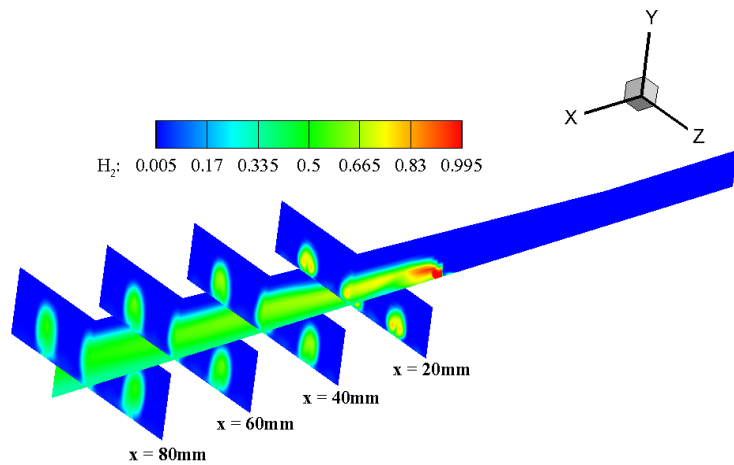 Y
X
Z
H₂: 0.005 0.17 0.335 0.5 0.665 0.83 0.995
x = 20mm
x = 40mm
x = 60mm
x = 80mm